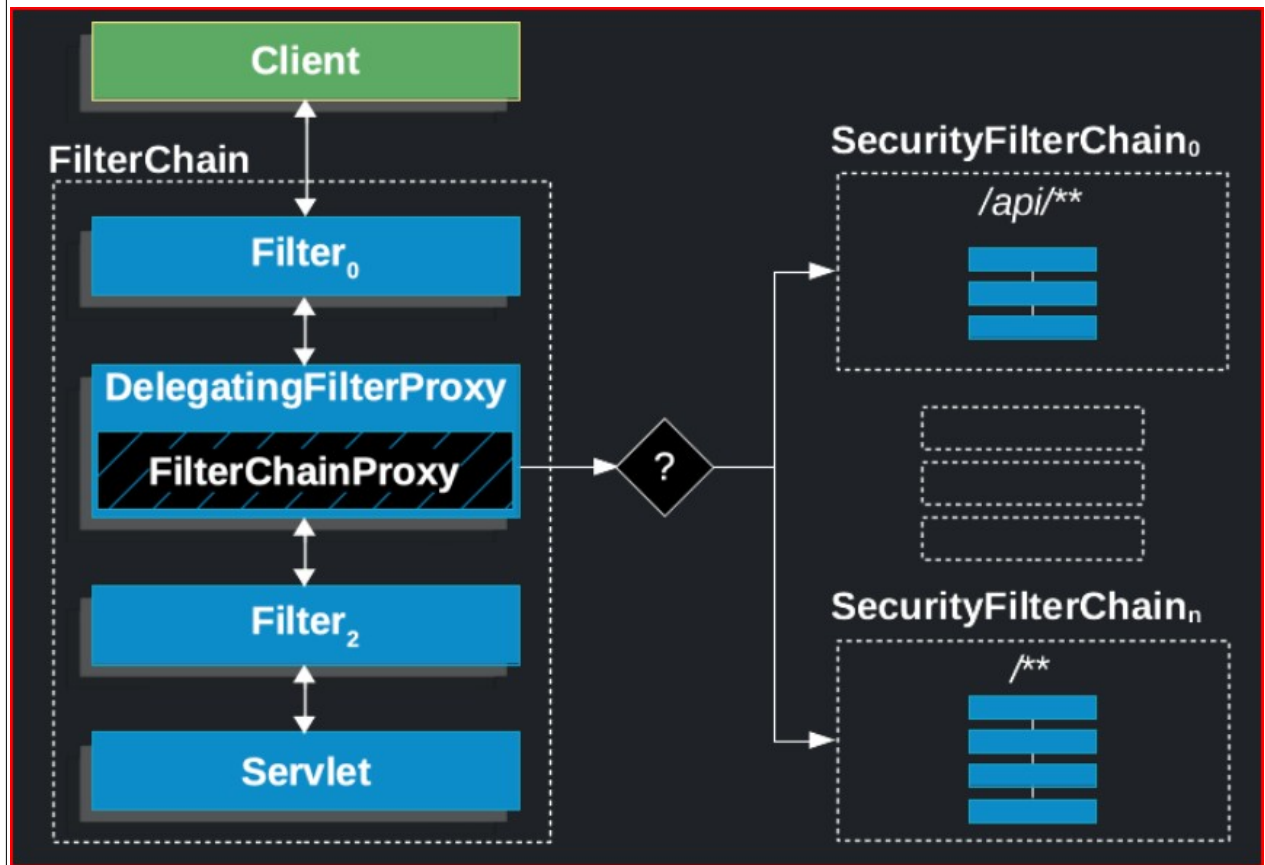 Client
FilterChain
Filter₀
DelegatingFilterProxy
FilterChainProxy
Filter₂
Servlet
?
SecurityFilterChain₀
/api/**
SecurityFilterChainₙ
/**